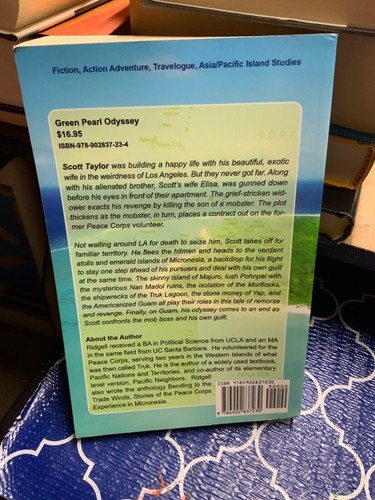 Fiction, Action Adventure, Travelogue, Asia/Pacific Island Studies
Green Pearl Odyssey
$16.95
ISBN-978-902837-23-4
Scott Taylor was building a happy life with his beautiful, exotic
wife in the weirdness of Los Angeles. But they never got far. Along
with his alienated brother, Scott's wife Elisa, was gunned down
before his eyes in front of their apartment. The grief-stricken wid-
ower exacts his revenge by killing the son of a mobster. The plot
thickens as the mobster, in turn, places a contract out on the for-
mer Peace Corps volunteer.
Not waiting around LA for death to seize him, Scott takes off for
familiar territory. He flees the hitmen and heads to the verdant
atolls and emerald islands of Micronesia, a backdrop for his flight
to stay one step ahead of his pursuers and deal with his own guilt
at the same time. The skinny island of Majuro, lush Pohnpei with
the mysterious Nan Madol ruins, the isolation of the Mortlocks,
the shipwrecks of the Truk Lagoon, the stone money of Yap, and
the Americanized Guam all play their roles in this tale of remorse
and revenge. Finally, on Guam, his odyssey comes to an end as
Scott confronts the mob boss and his own guilt.
About the Author
Ridgell received a BA in Political Science from UCLA and an MA
in the same field from UC Santa Barbara. He volunteered for the
Peace Corps, serving two years in the Western Islands of what
was then called Truk. He is the author of a widely used textbook,
Pacific Nations and Territories, and co-author of its elementary
level version, Pacific Neighbors. Ridgell
also wrote the anthology Bending to the
Trade Winds, Stories of the Peace Corps
Experience in Micronesia.
90000